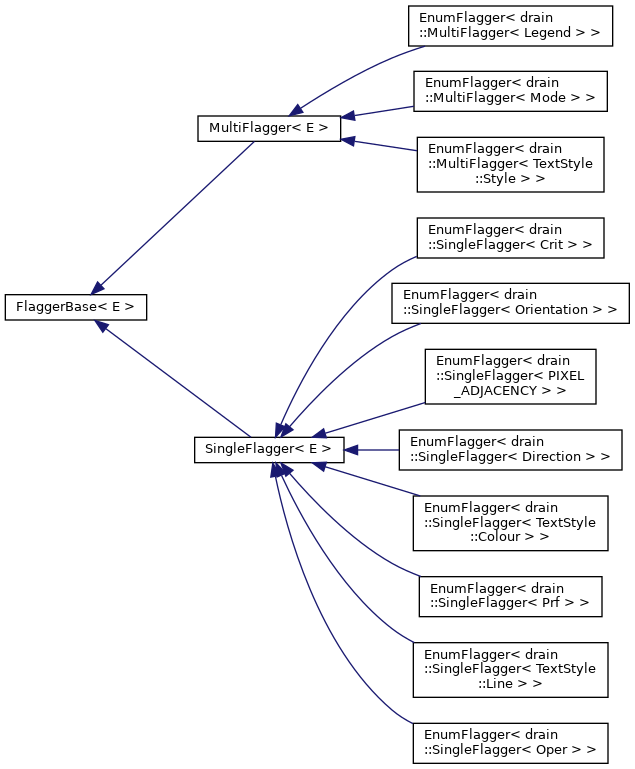 EnumFlagger< drain
::MultiFlagger< Legend > >
EnumFlagger< drain
::MultiFlagger< Mode > >
MultiFlagger< E >
EnumFlagger< drain
::MultiFlagger< TextStyle
::Style > >
EnumFlagger< drain
::SingleFlagger< Crit > >
FlaggerBase< E >
EnumFlagger< drain
::SingleFlagger< Orientation > >
EnumFlagger< drain
::SingleFlagger< PIXEL
_ADJACENCY > >
SingleFlagger< E >
EnumFlagger< drain
::SingleFlagger< Direction > >
EnumFlagger< drain
::SingleFlagger< TextStyle
::Colour > >
EnumFlagger< drain
::SingleFlagger< Prf > >
EnumFlagger< drain
::SingleFlagger< TextStyle
::Line > >
EnumFlagger< drain
::SingleFlagger< Oper > >